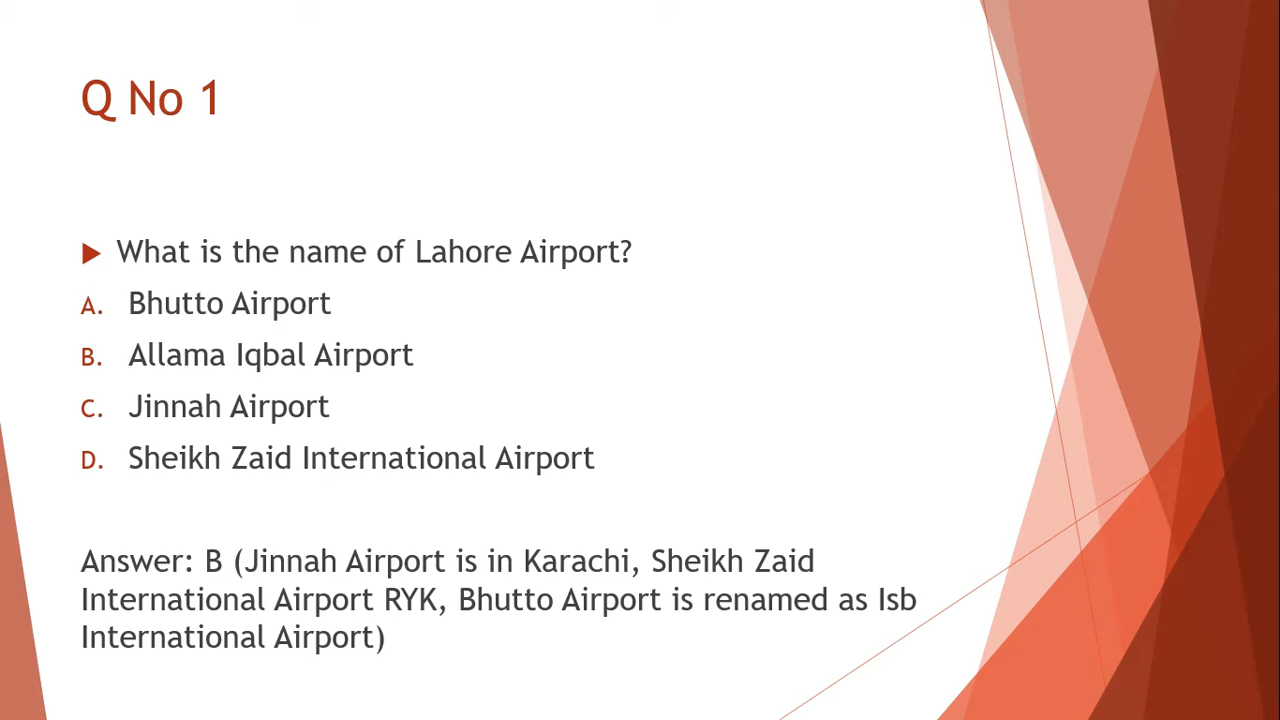 Q No 1
What is the name of Lahore Airport?
A. Bhutto Airport
B. Allama Iqbal Airport
C. Jinnah Airport
D. Sheikh Zaid International Airport
Answer: B (Jinnah Airport is in Karachi, Sheikh Zaid
International Airport RYK, Bhutto Airport is renamed as Isb
International Airport)